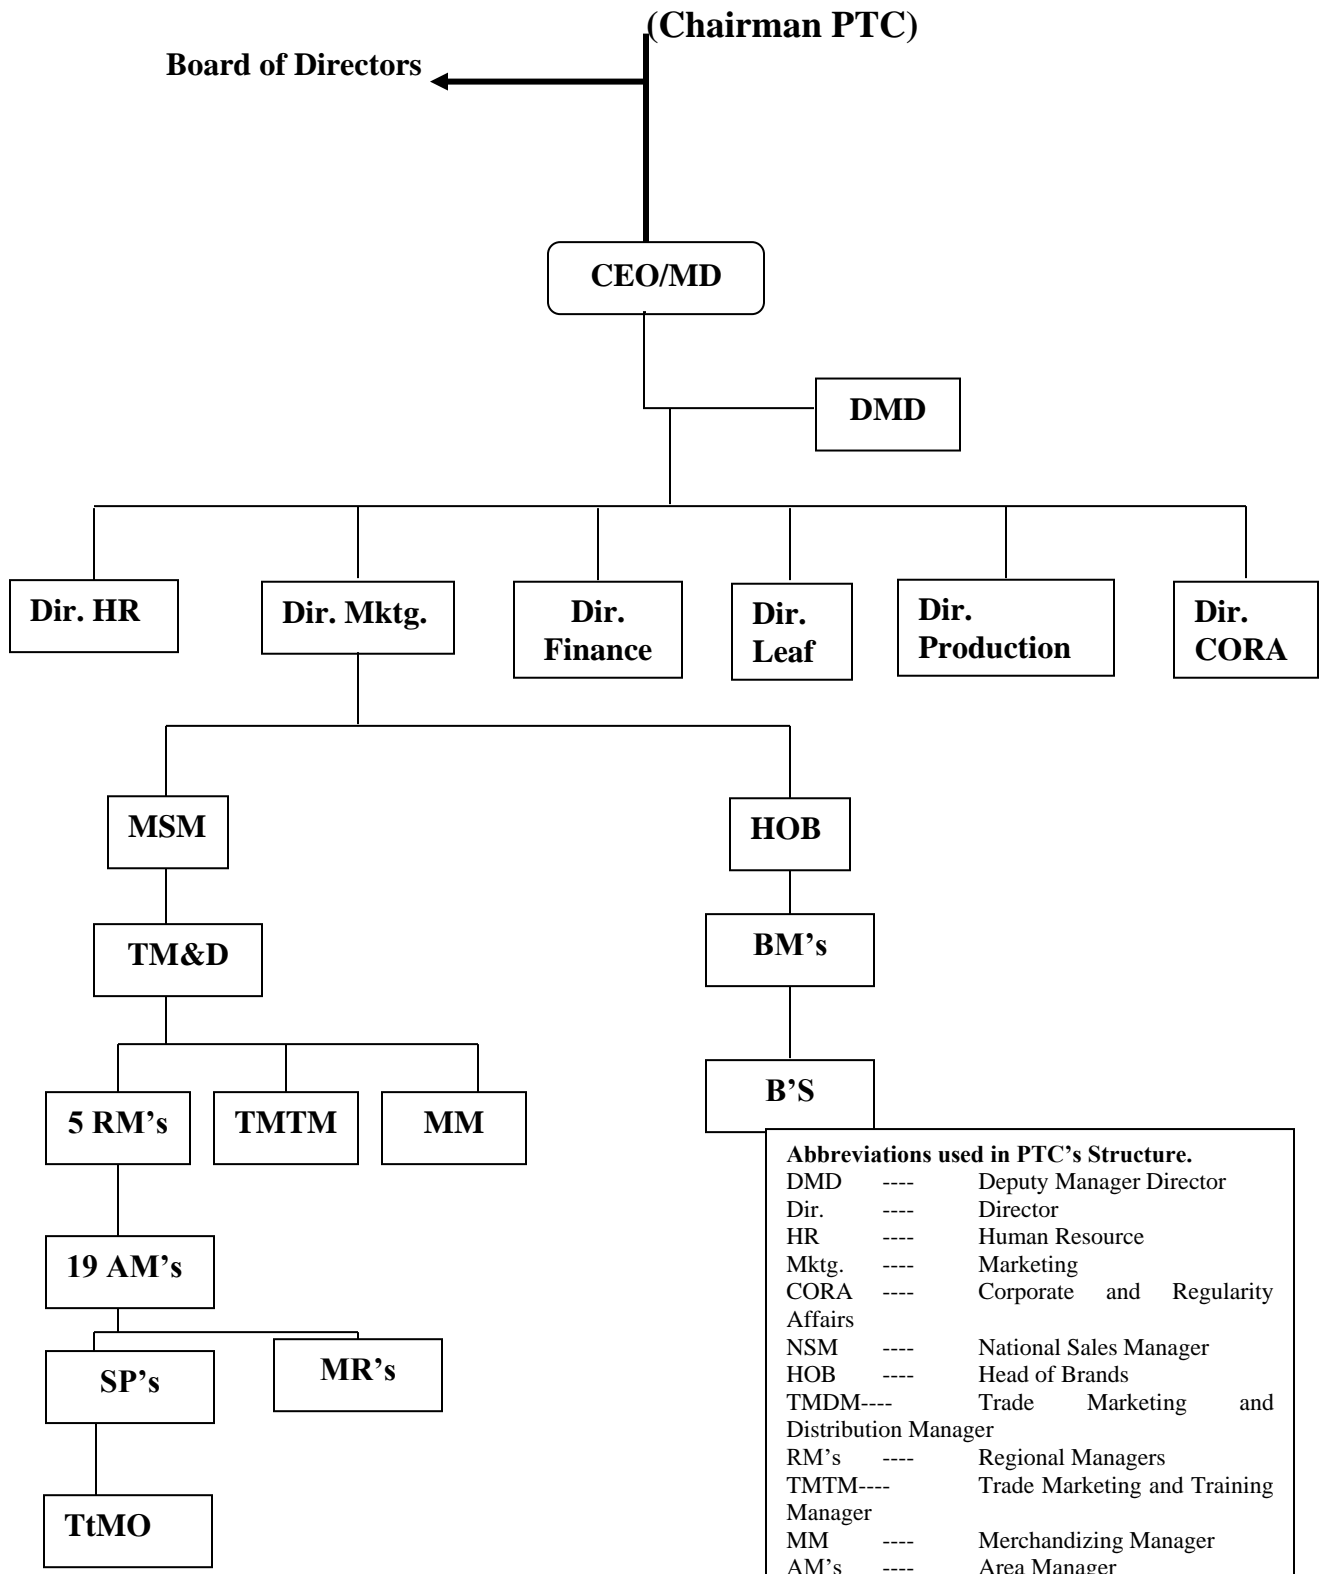 (Chairman PTC)
Board of Directors
CEO/MD
DMD
Dir. HR
Dir. Mktg.
Dir.
Finance
Dir.
Leaf
Dir.
Production
Dir.
CORA
MSM
HOB
TM&D
BM’s
5 RM’s
TMTM
MM
B’S
19 AM’s
SP’s
MR’s
TtMO
Abbreviations used in PTC’s Structure.
DMD ---- Deputy Manager Director
Dir. ---- Director
HR ---- Human Resource
Mktg. ---- Marketing
CORA ---- Corporate and Regularity
Affairs
NSM ---- National Sales Manager
HOB ---- Head of Brands
TMDM---- Trade Marketing and
Distribution Manager
RM’s ---- Regional Managers
TMTM---- Trade Marketing and Training
Manager
MM ---- Merchandizing Manager
AM’s ---- Area Manager